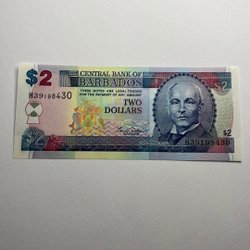 $2
CENTRAL BANK OF
BARBADOS
$2
THESE NOTES ARE LEGAL TENDER
FOR THE PAYMENT OF ANY AMOUNT
H39198430
TWO
DOLLARS
$2
H39198430